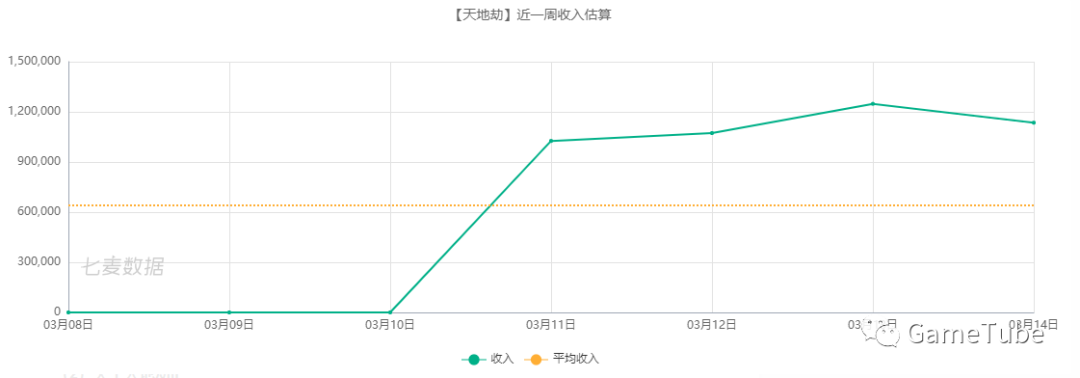 【天地劫】近一周收入估算
1,500,000
1,200,000
900,000
600,000
300,000
0
七麦数据
03月08日
03月09日
03月10日
03月11日
03月12日
03月14日
GameTube
收入
平均收入